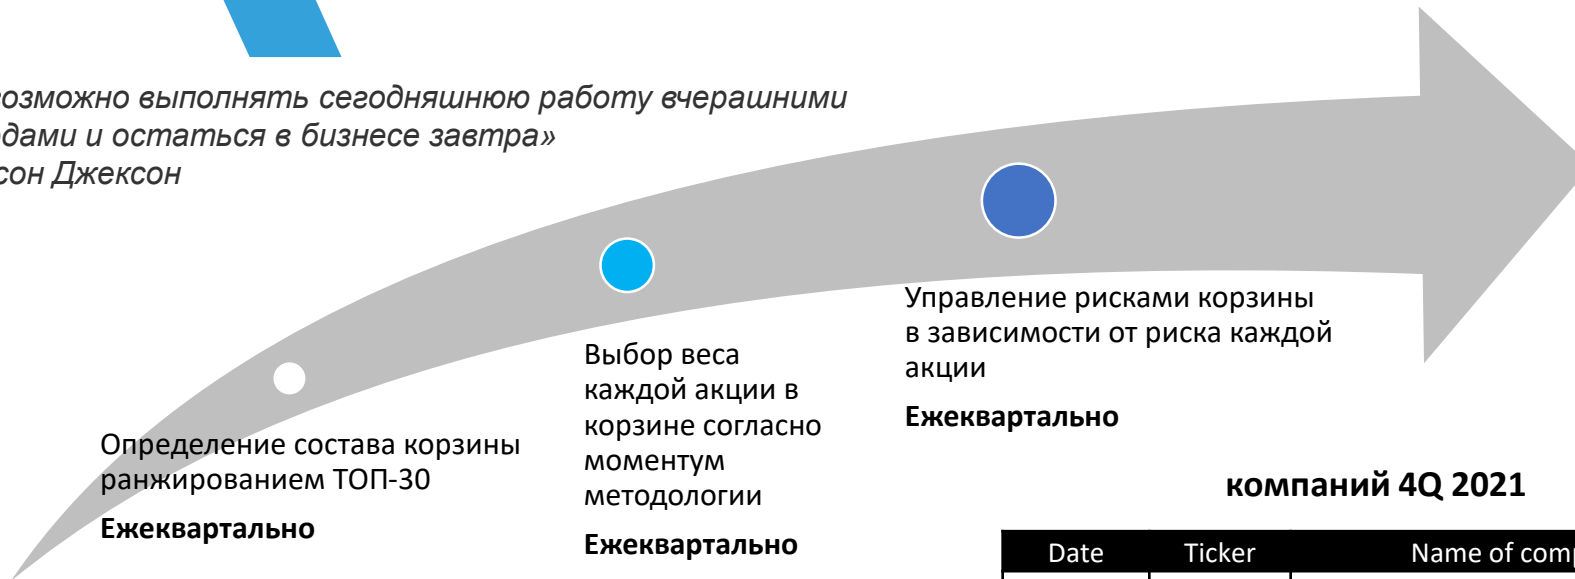 возможно выполнять сегодняшнюю работу вчерашними
одами и остаться в бизнесе завтра»
сон Джексон
Определение состава корзины
ранжированием ТОП-30
Ежеквартально
Выбор веса
каждой акции в
корзине согласно
моментум
методологии
Ежеквартально
Управление рисками корзины
в зависимости от риска каждой
акции
Ежеквартально
компаний 4Q 2021
Date Ticker Name of comp